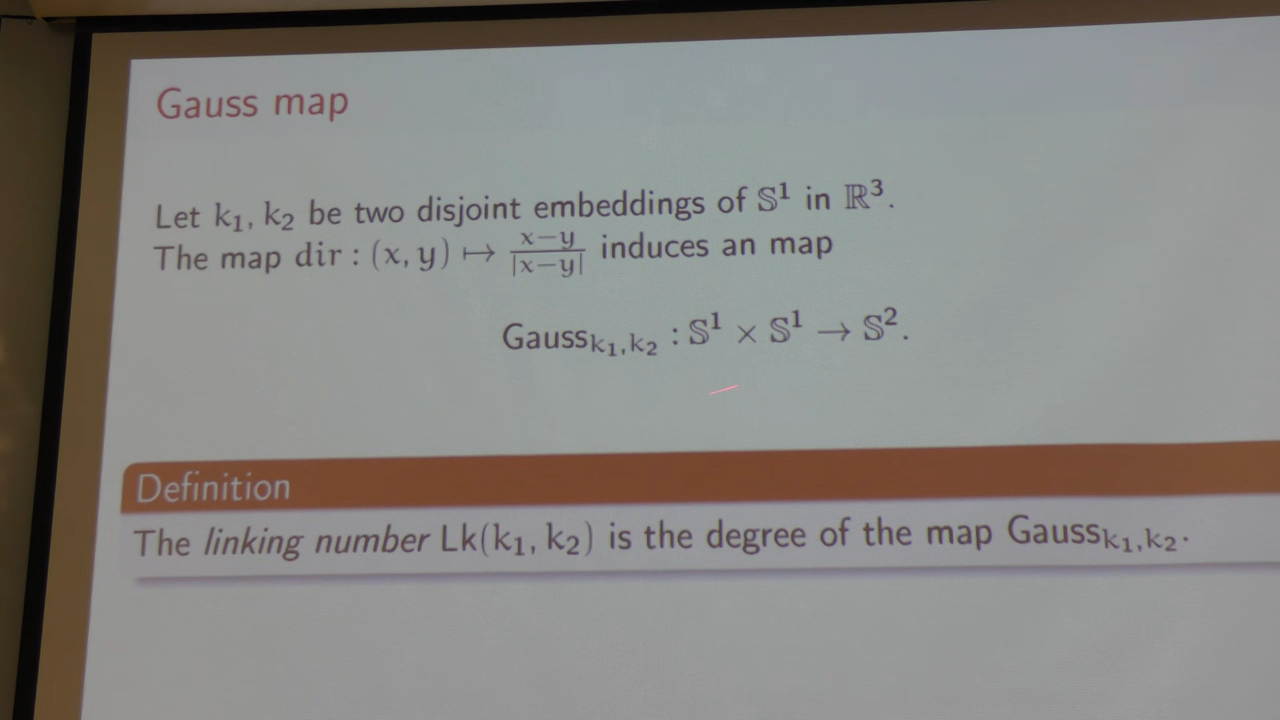 Gauss map
Let k₁, k₂ be two disjoint embeddings of 𝕊¹ in ℝ³.
The map dir : (x, y) ↦ x−y / |x−y| induces an map
Gauss_{k₁,k₂} : 𝕊¹ × 𝕊¹ → 𝕊².
Definition
The linking number Lk(k₁, k₂) is the degree of the map Gauss_{k₁,k₂}.